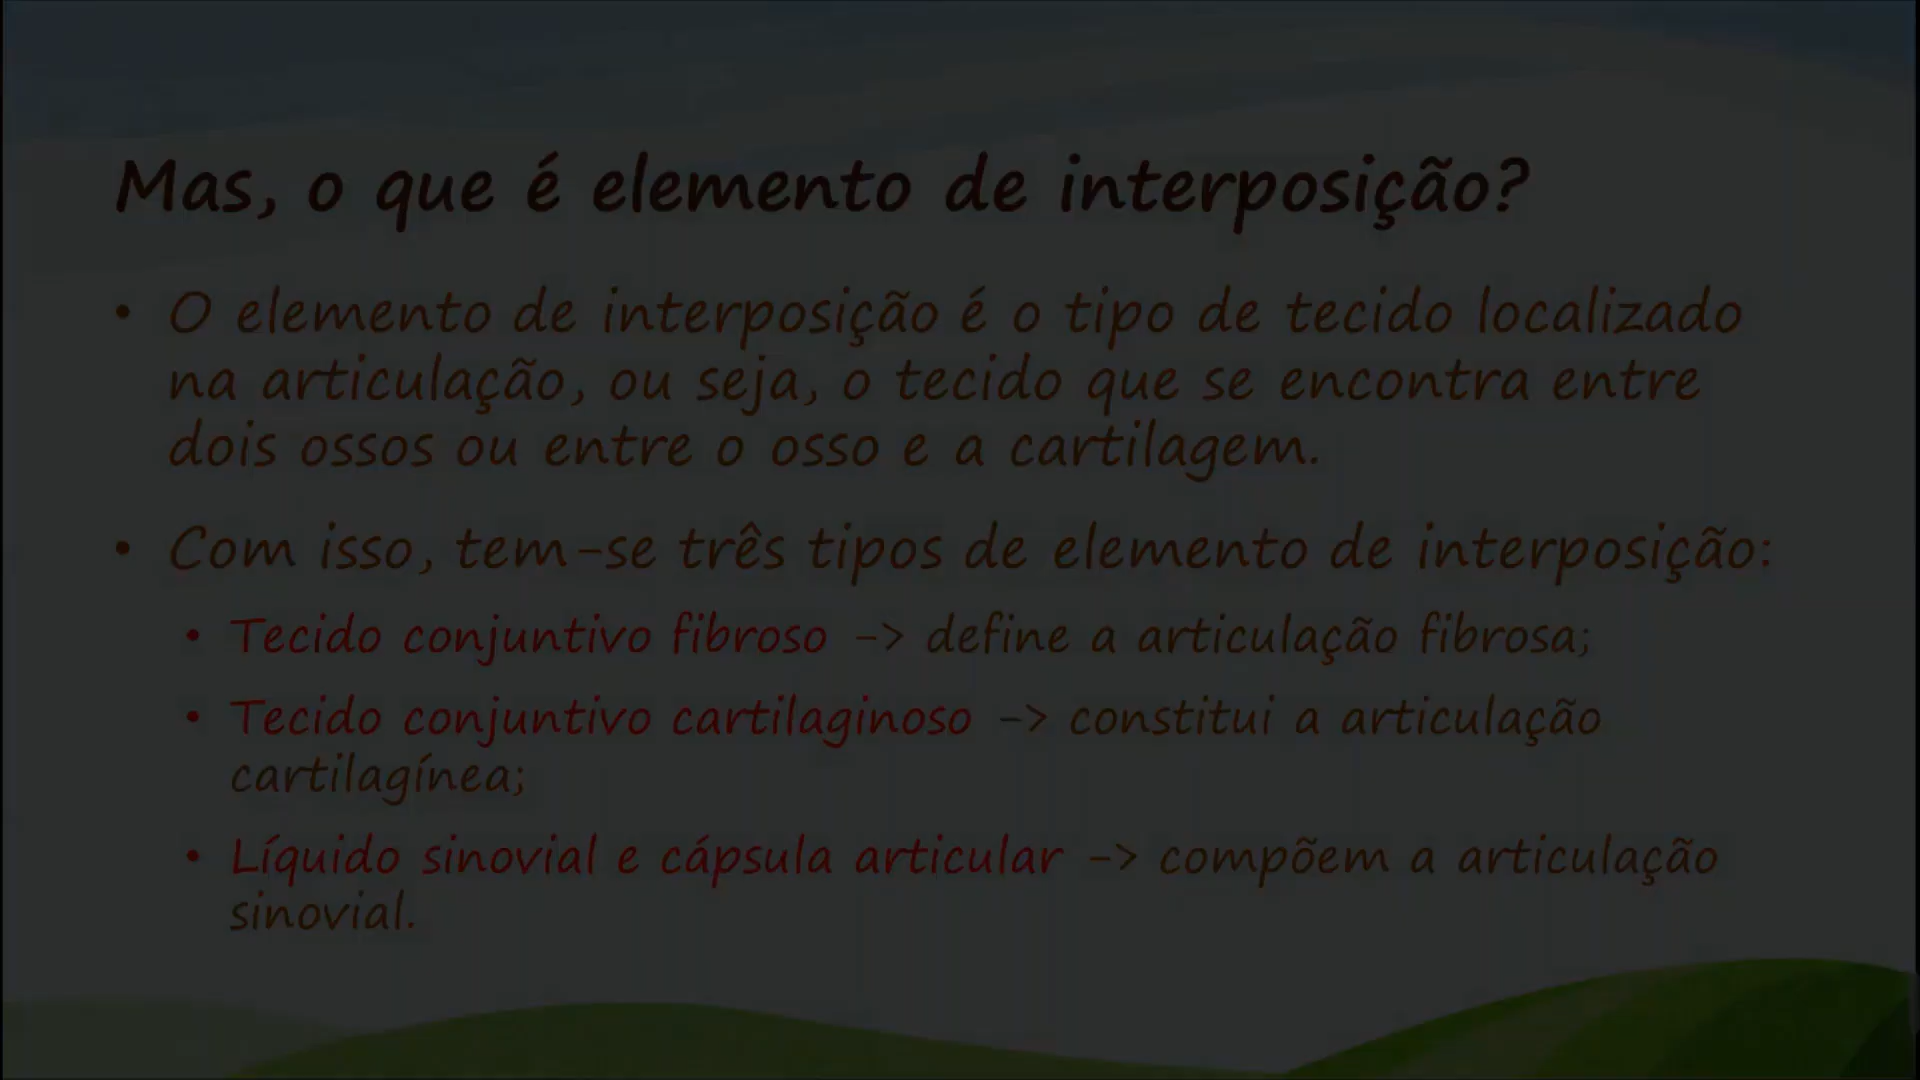 Mas, o que é elemento de interposição?
• O elemento de interposição é o tipo de tecido localizado
na articulação, ou seja, o tecido que se encontra entre
dois ossos ou entre o osso e a cartilagem.
• Com isso, tem-se três tipos de elemento de interposição:
• Tecido conjuntivo fibroso -> define a articulação fibrosa;
• Tecido conjuntivo cartilaginoso -> constitui a articulação
cartilagínea;
• Líquido sinovial e cápsula articular -> compõem a articulação
sinovial.